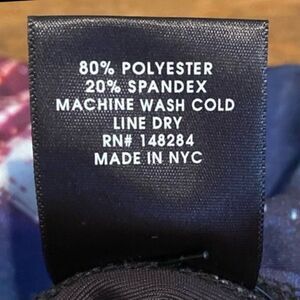 80% POLYESTER
20% SPANDEX
MACHINE WASH COLD
LINE DRY
RN# 148284
MADE IN NYC